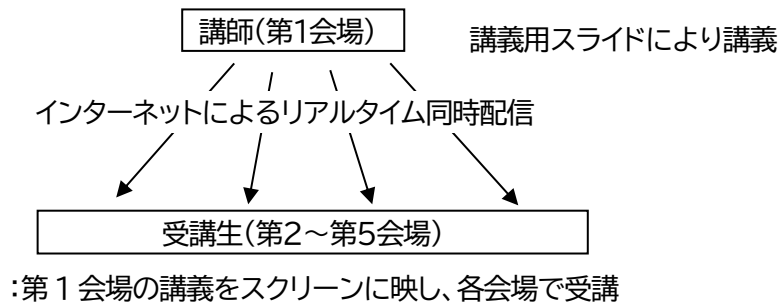 講師(第1会場)
講義用スライドにより講義
インターネットによるリアルタイム同時配信
受講生(第2～第5会場)
:第1会場の講義をスクリーンに映し、各会場で受講